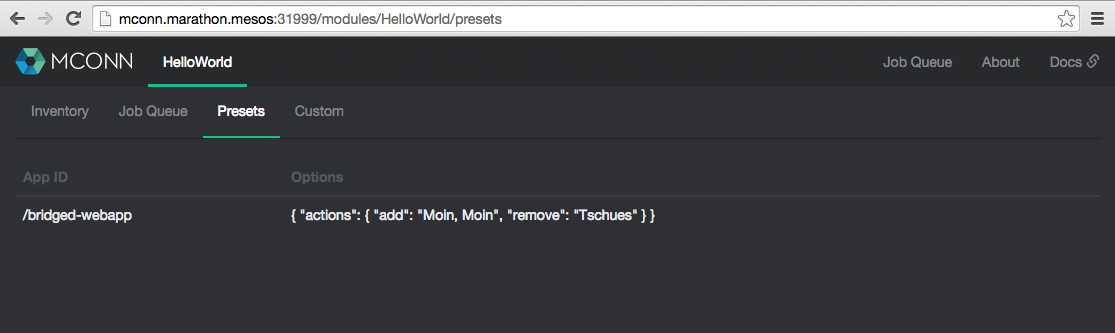 mconn.marathon.mesos:31999/modules/HelloWorld/presets
MCONN HelloWorld Job Queue About Docs
Inventory Job Queue Presets Custom
App ID Options
/bridged-webapp { "actions": { "add": "Moin, Moin", "remove": "Tschues" } }